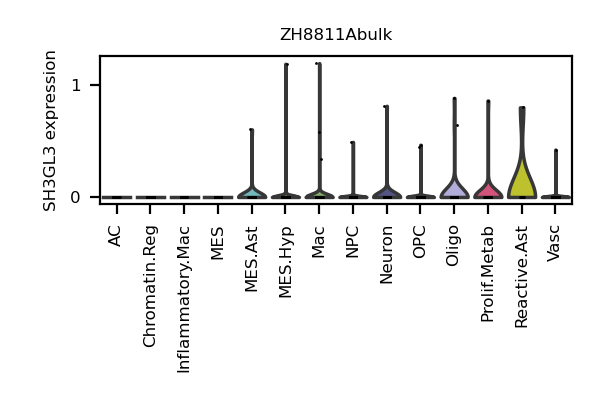 ZH8811Abulk
SH3GL3 expression
1
0
AC
Chromatin.Reg
Inflammatory.Mac
MES
MES.Ast
MES.Hyp
Mac
NPC
Neuron
OPC
Oligo
Prolif.Metab
Reactive.Ast
Vasc